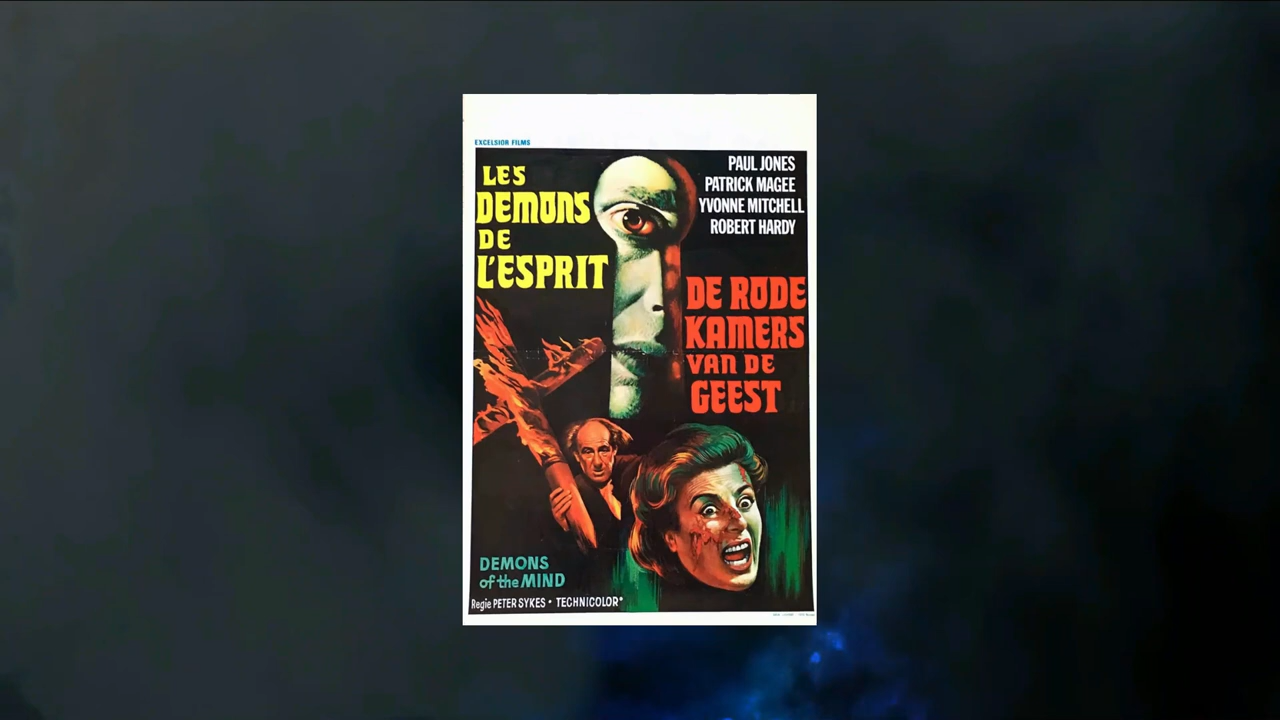 EXCELSIOR FILMS
LES
DEMONS
DE
L'ESPRIT
PAUL JONES
PATRICK MAGEE
YVONNE MITCHELL
ROBERT HARDY
DE RODE
KAMERS
VAN DE
GEEST
DEMONS
of the MIND
Regie PETER SYKES • TECHNICOLOR®